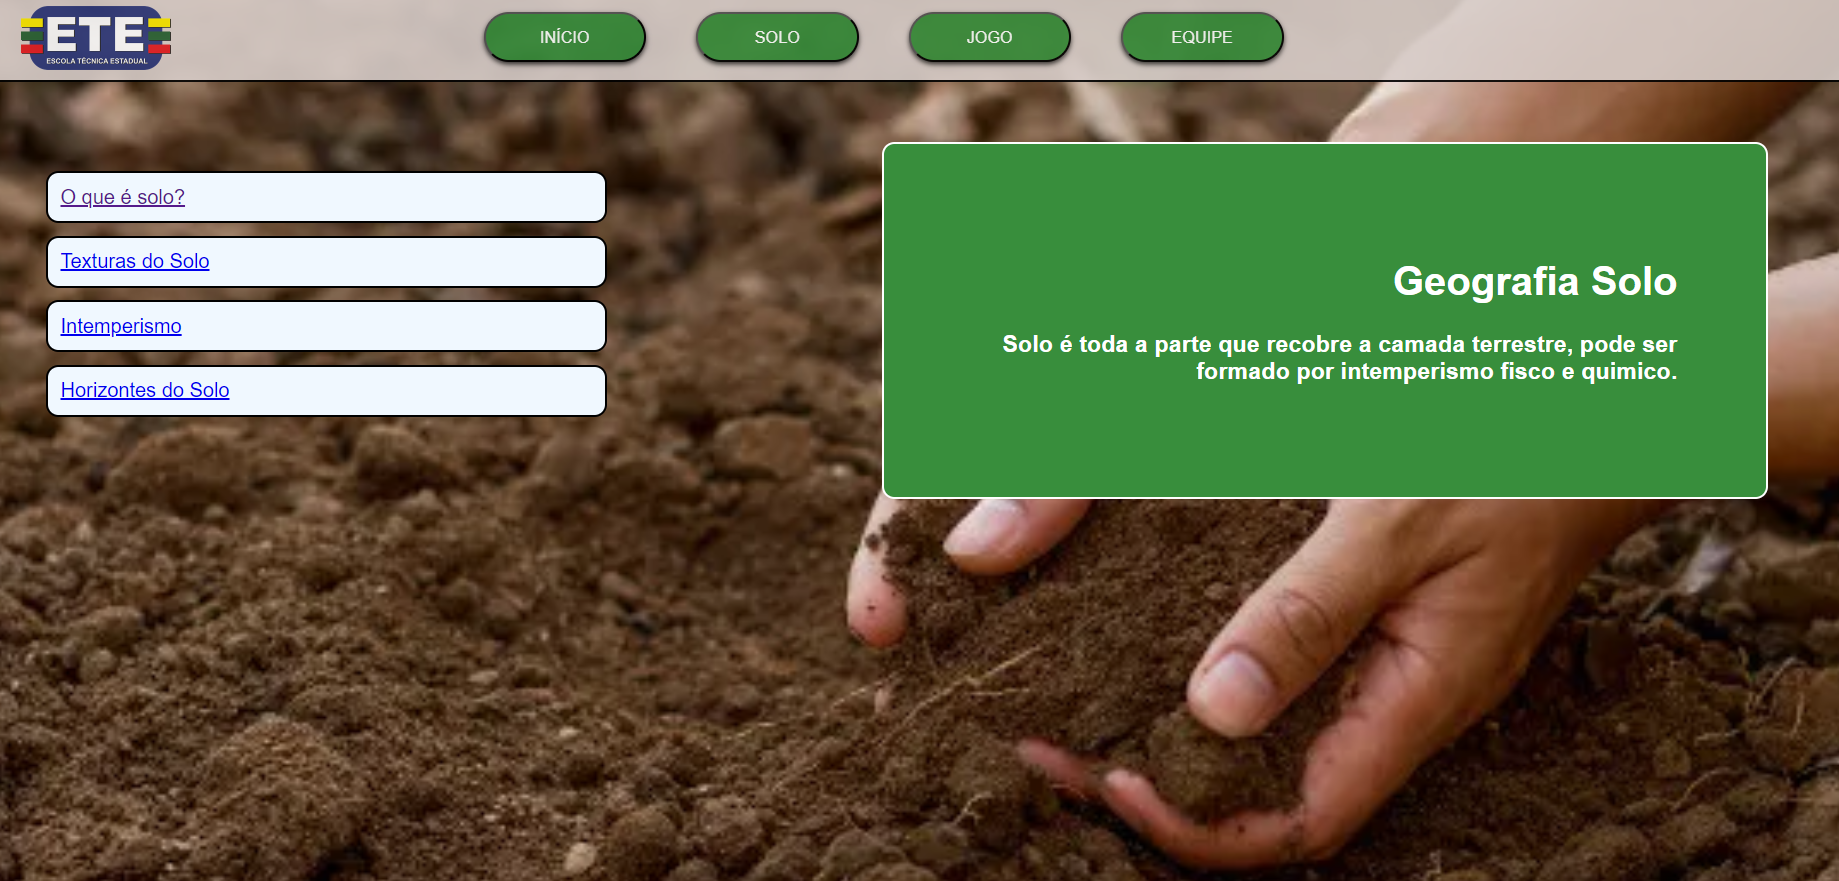 ETE
ESCOLA TÉCNICA ESTADUAL
INÍCIO
SOLO
JOGO
EQUIPE
O que é solo?
Texturas do Solo
Intemperismo
Horizontes do Solo
Geografia Solo
Solo é toda a parte que recobre a camada terrestre, pode ser
formado por intemperismo fisco e quimico.